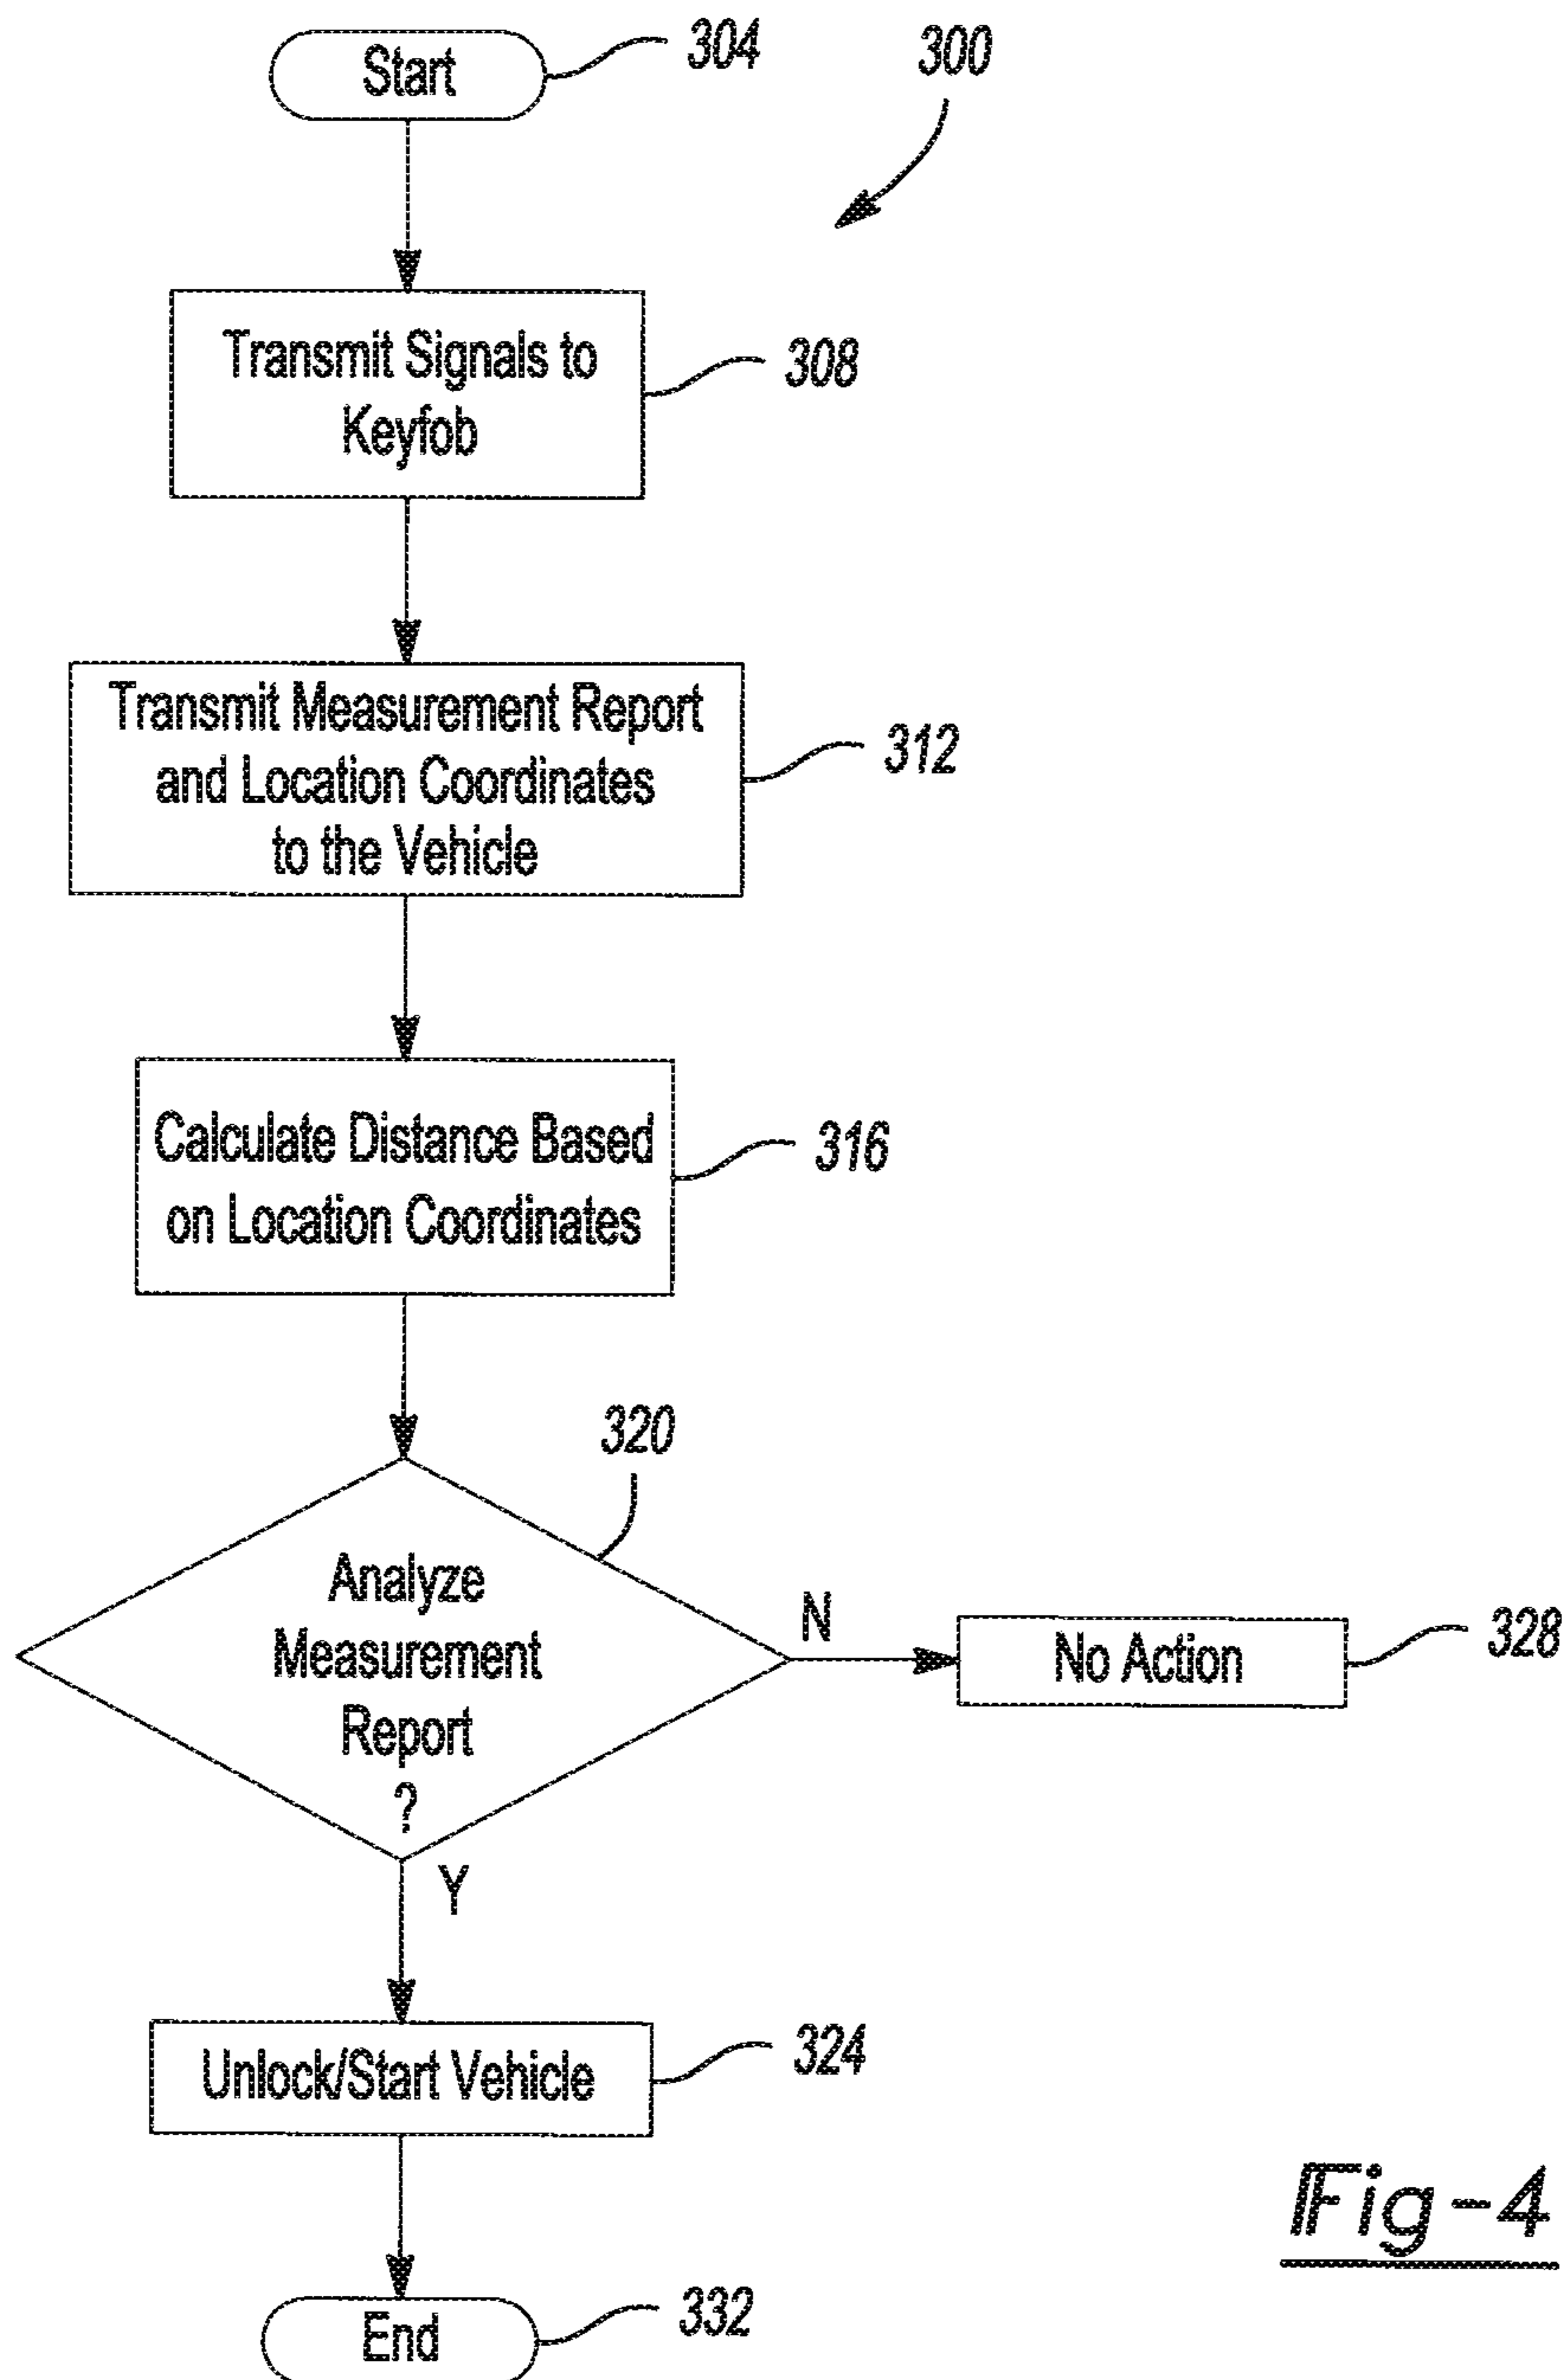 Start
304
300
Transmit Signals to
Keyfob
308
Transmit Measurement Report
and Location Coordinates
to the Vehicle
312
Calculate Distance Based
on Location Coordinates
316
320
Analyze
Measurement
Report
?
N
No Action
328
Y
Unlock/Start Vehicle
324
End
332
Fig-4